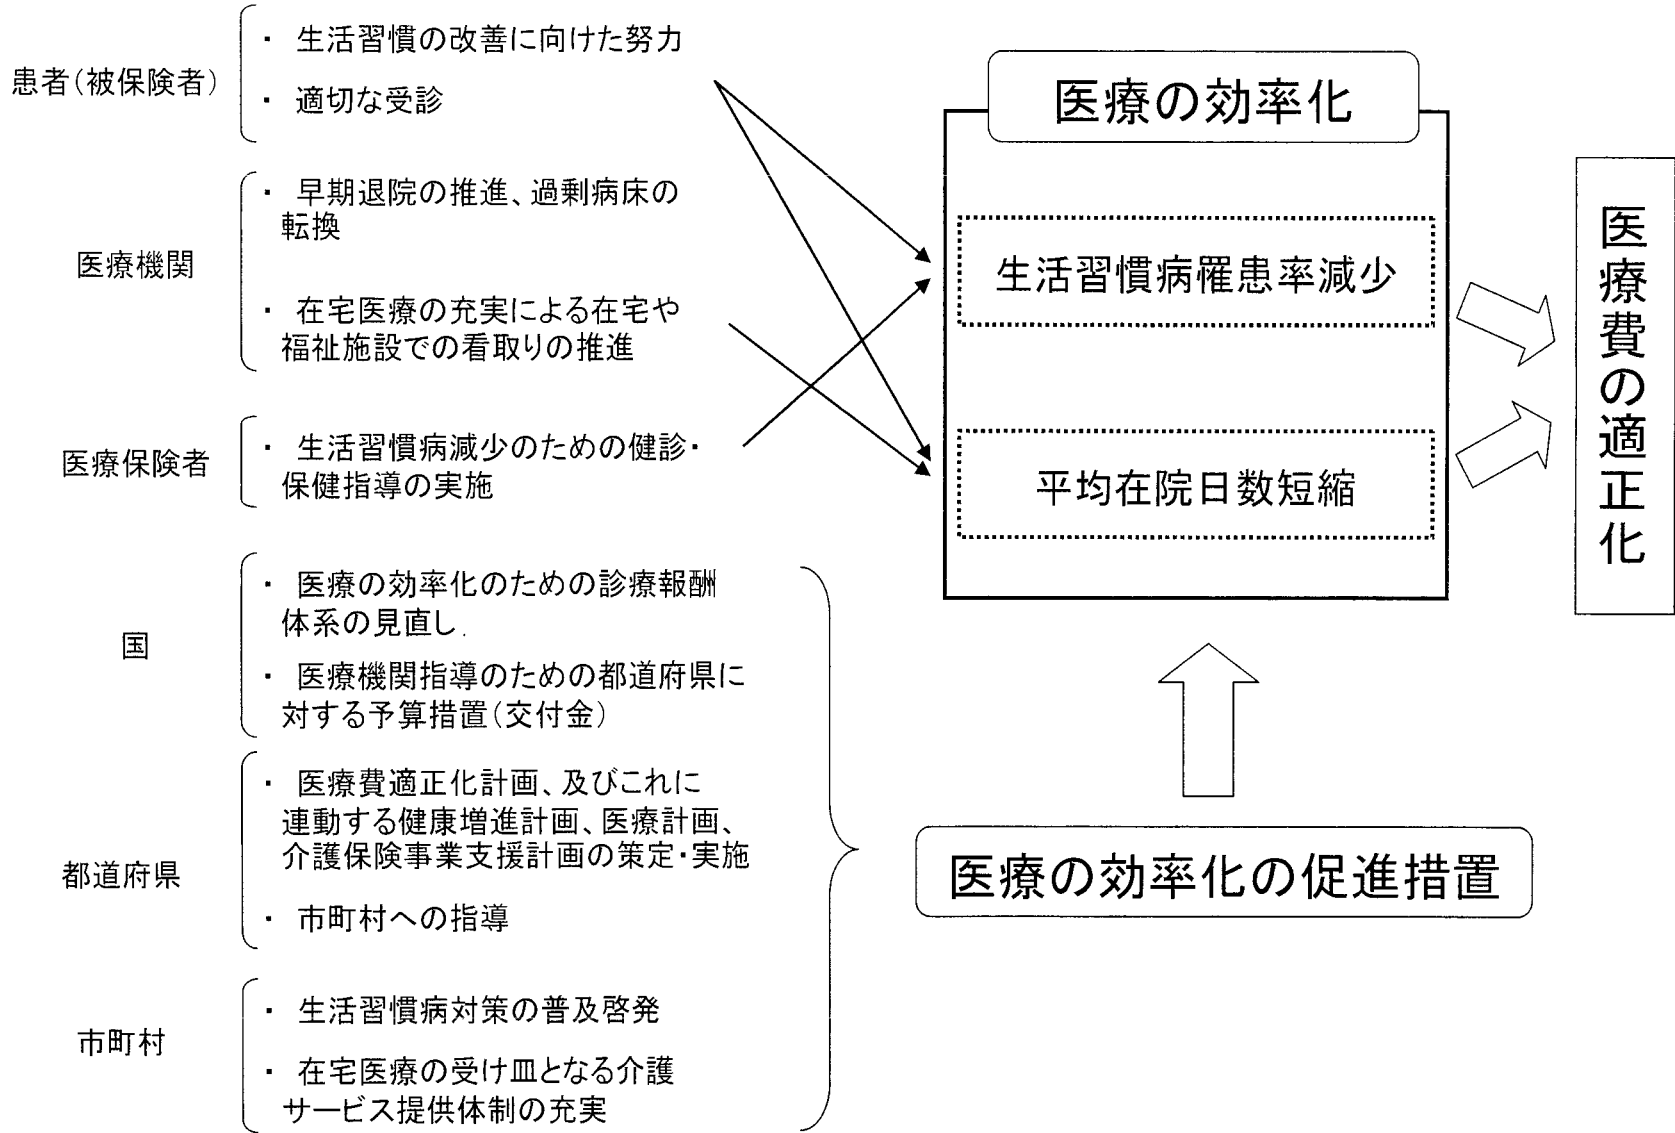 患者(被保険者)
・ 生活習慣の改善に向けた努力
・ 適切な受診
医療機関
・ 早期退院の推進、過剰病床の
転換
・ 在宅医療の充実による在宅や
福祉施設での看取りの推進
医療保険者
・ 生活習慣病減少のための健診・
保健指導の実施
国
・ 医療の効率化のための診療報酬
体系の見直し
・ 医療機関指導のための都道府県に
対する予算措置(交付金)
都道府県
・ 医療費適正化計画、及びこれに
連動する健康増進計画、医療計画、
介護保険事業支援計画の策定・実施
・ 市町村への指導
市町村
・ 生活習慣病対策の普及啓発
・ 在宅医療の受け皿となる介護
サービス提供体制の充実
医療の効率化
生活習慣病罹患率減少
平均在院日数短縮
医療の効率化の促進措置
医療費の適正化